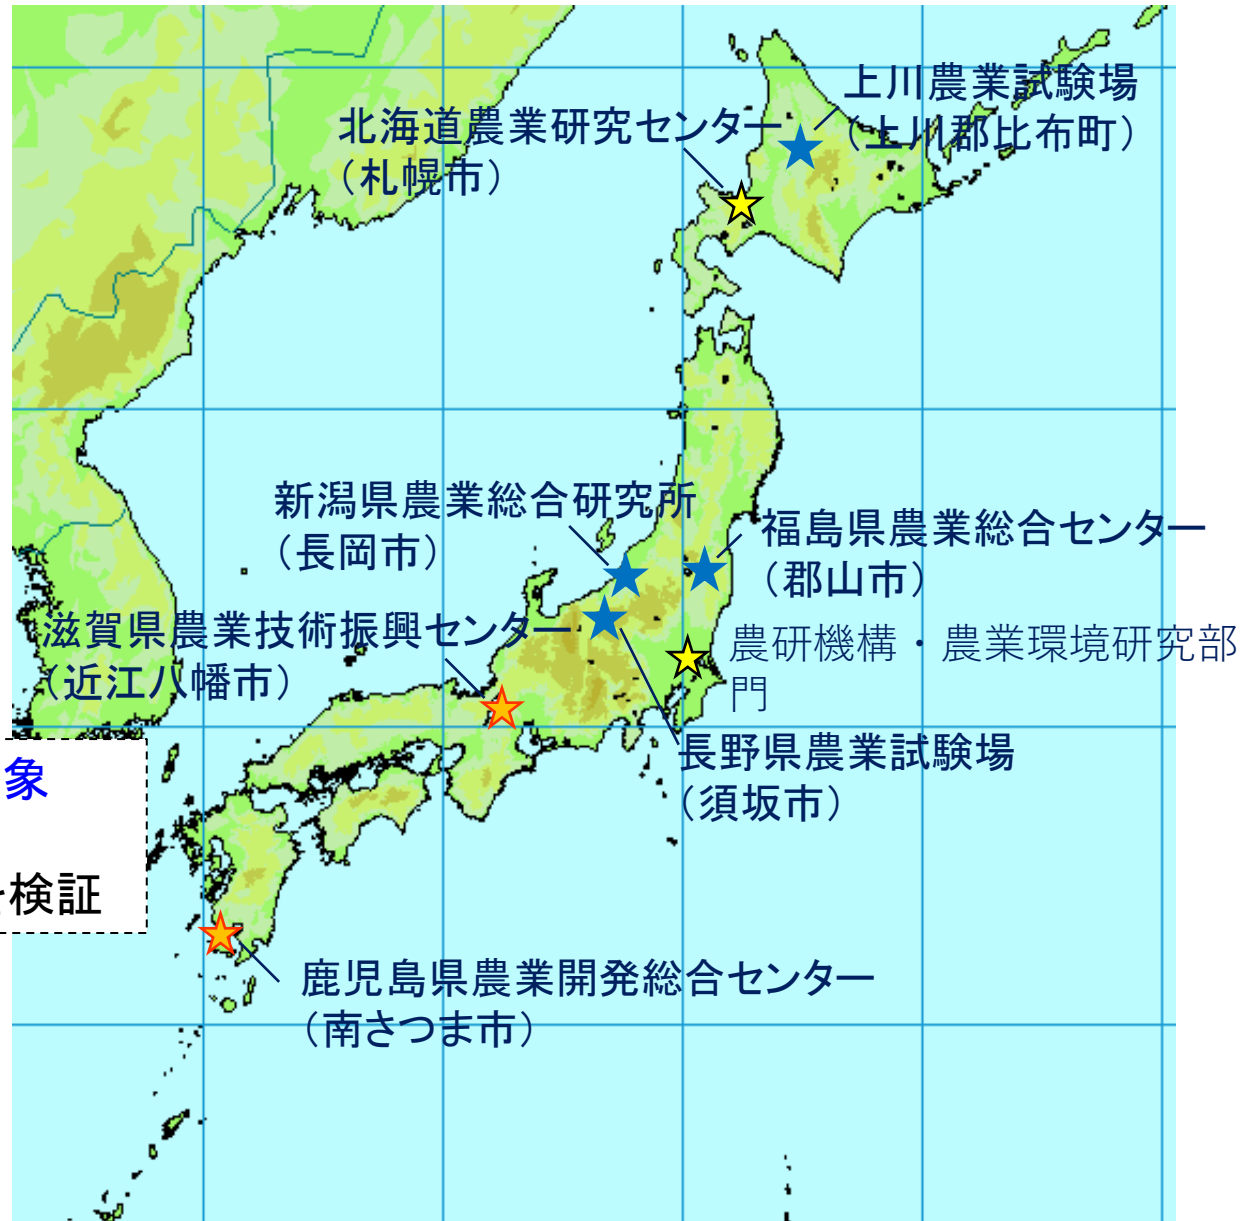 上川農業試験場
（上川郡比布町）
北海道農業研究センター
（札幌市）
新潟県農業総合研究所
（長岡市）
福島県農業総合センター
（郡山市）
滋賀県農業技術振興センター
（近江八幡市）
農研機構・農業環境研究部
門
長野県農業試験場
（須坂市）
象
を検証
鹿児島県農業開発総合センター
（南さつま市）